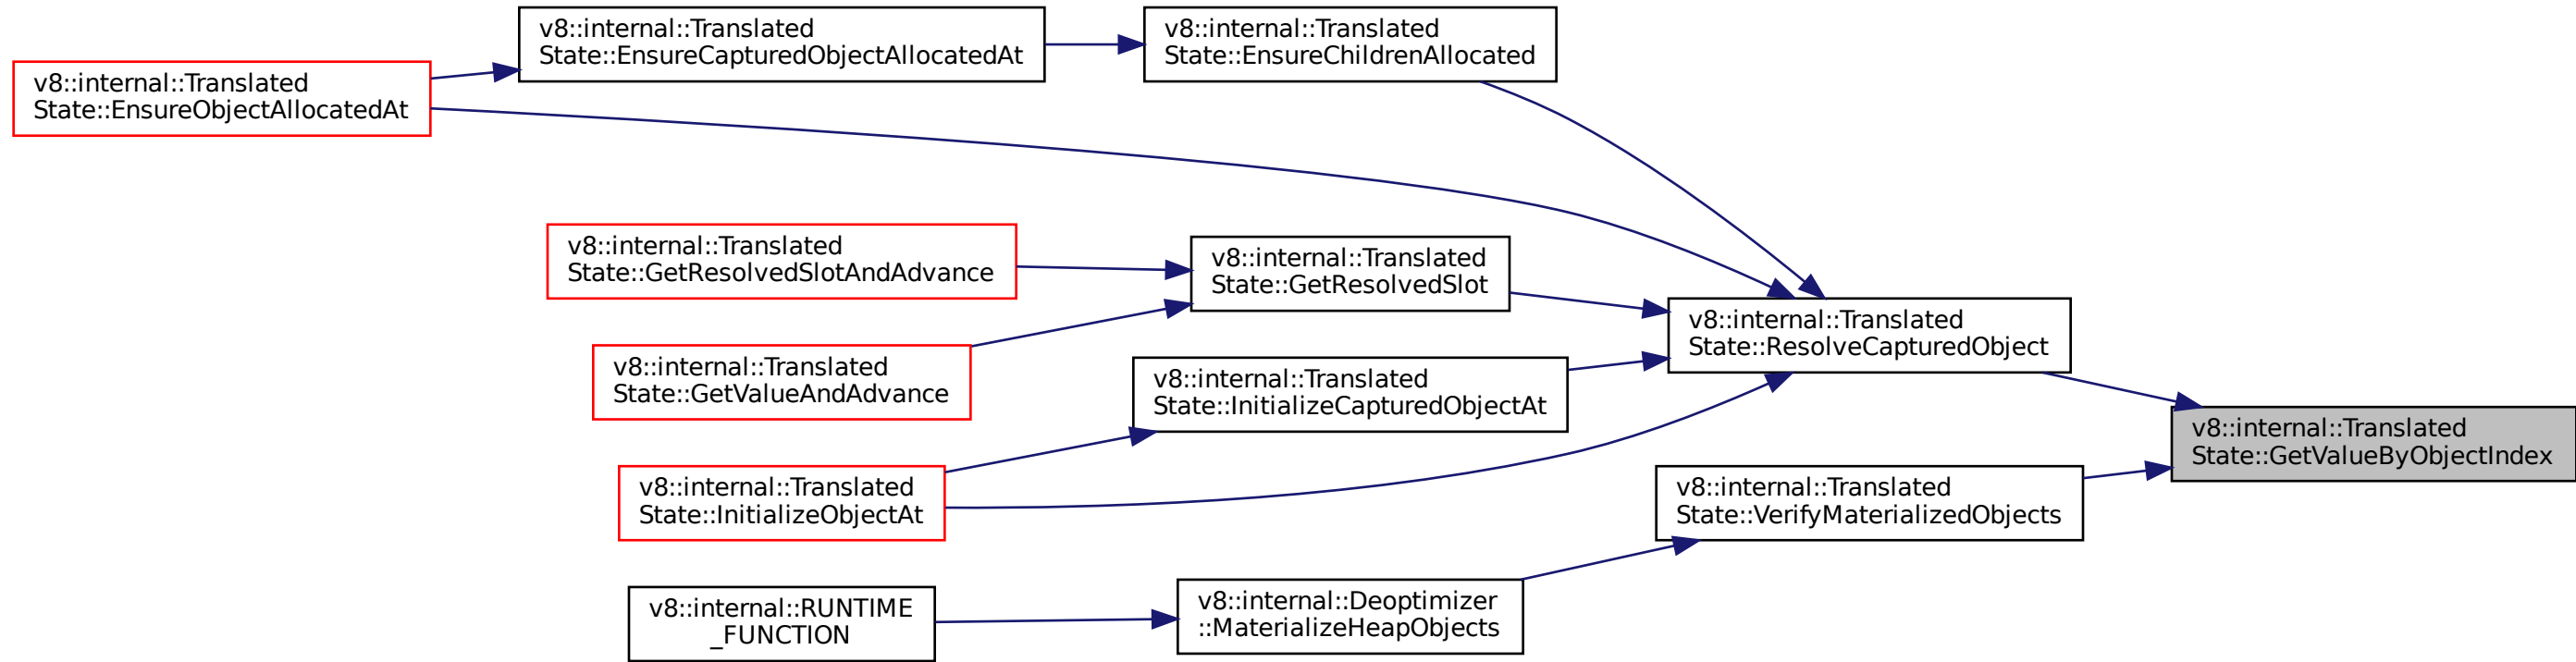 v8::internal::Translated
State::EnsureCapturedObjectAllocatedAt
v8::internal::Translated
State::EnsureChildrenAllocated
v8::internal::Translated
State::EnsureObjectAllocatedAt
v8::internal::Translated
State::GetResolvedSlotAndAdvance
v8::internal::Translated
State::GetResolvedSlot
v8::internal::Translated
State::ResolveCapturedObject
v8::internal::Translated
State::GetValueAndAdvance
v8::internal::Translated
State::InitializeCapturedObjectAt
v8::internal::Translated
State::GetValueByObjectIndex
v8::internal::Translated
State::InitializeObjectAt
v8::internal::Translated
State::VerifyMaterializedObjects
v8::internal::RUNTIME
_FUNCTION
v8::internal::Deoptimizer
::MaterializeHeapObjects